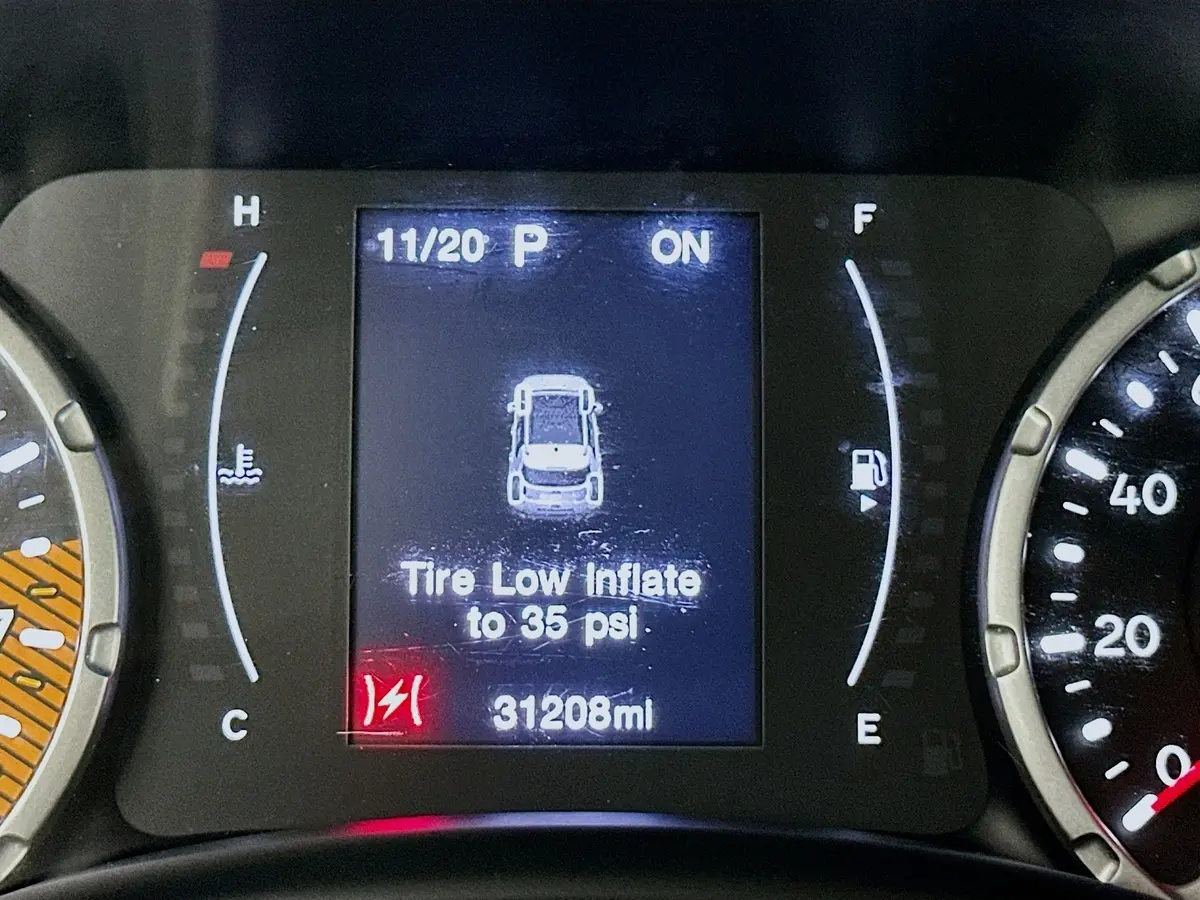 H
F
11/20 P ON
40
Tire Low Inflate
to 35 psi
20
31208mi
C
E
0